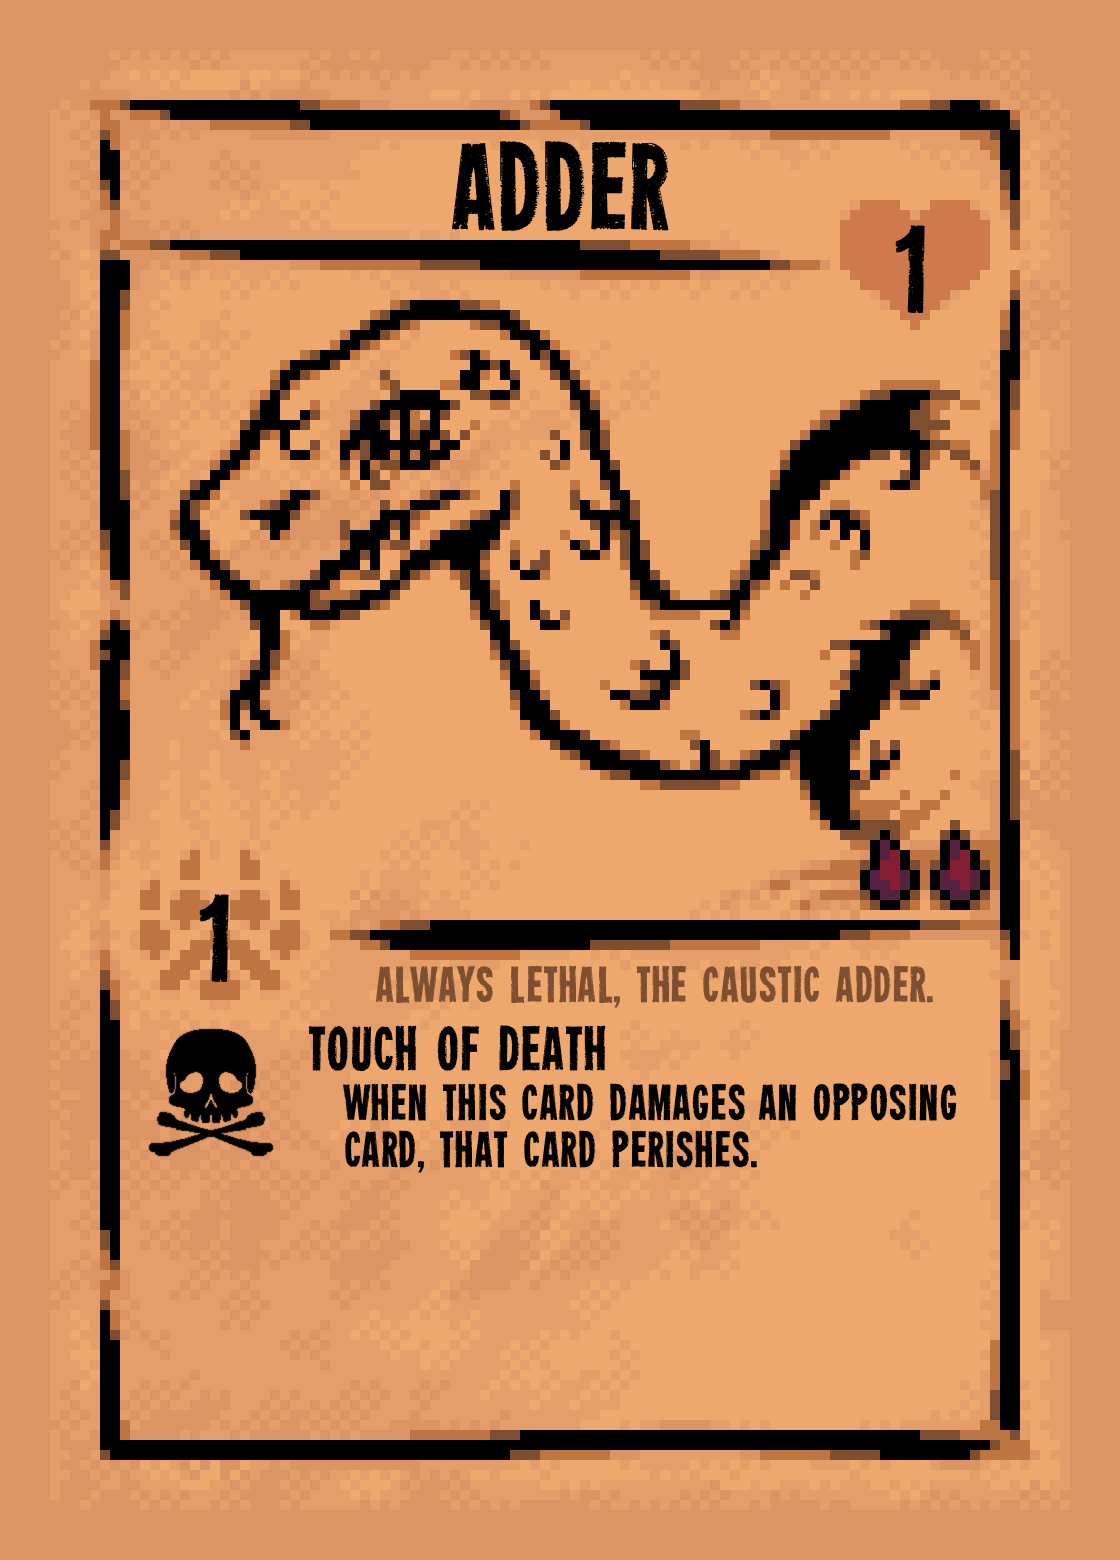 ADDER
1
1
ALWAYS LETHAL, THE CAUSTIC ADDER.
TOUCH OF DEATH
WHEN THIS CARD DAMAGES AN OPPOSING
CARD, THAT CARD PERISHES.